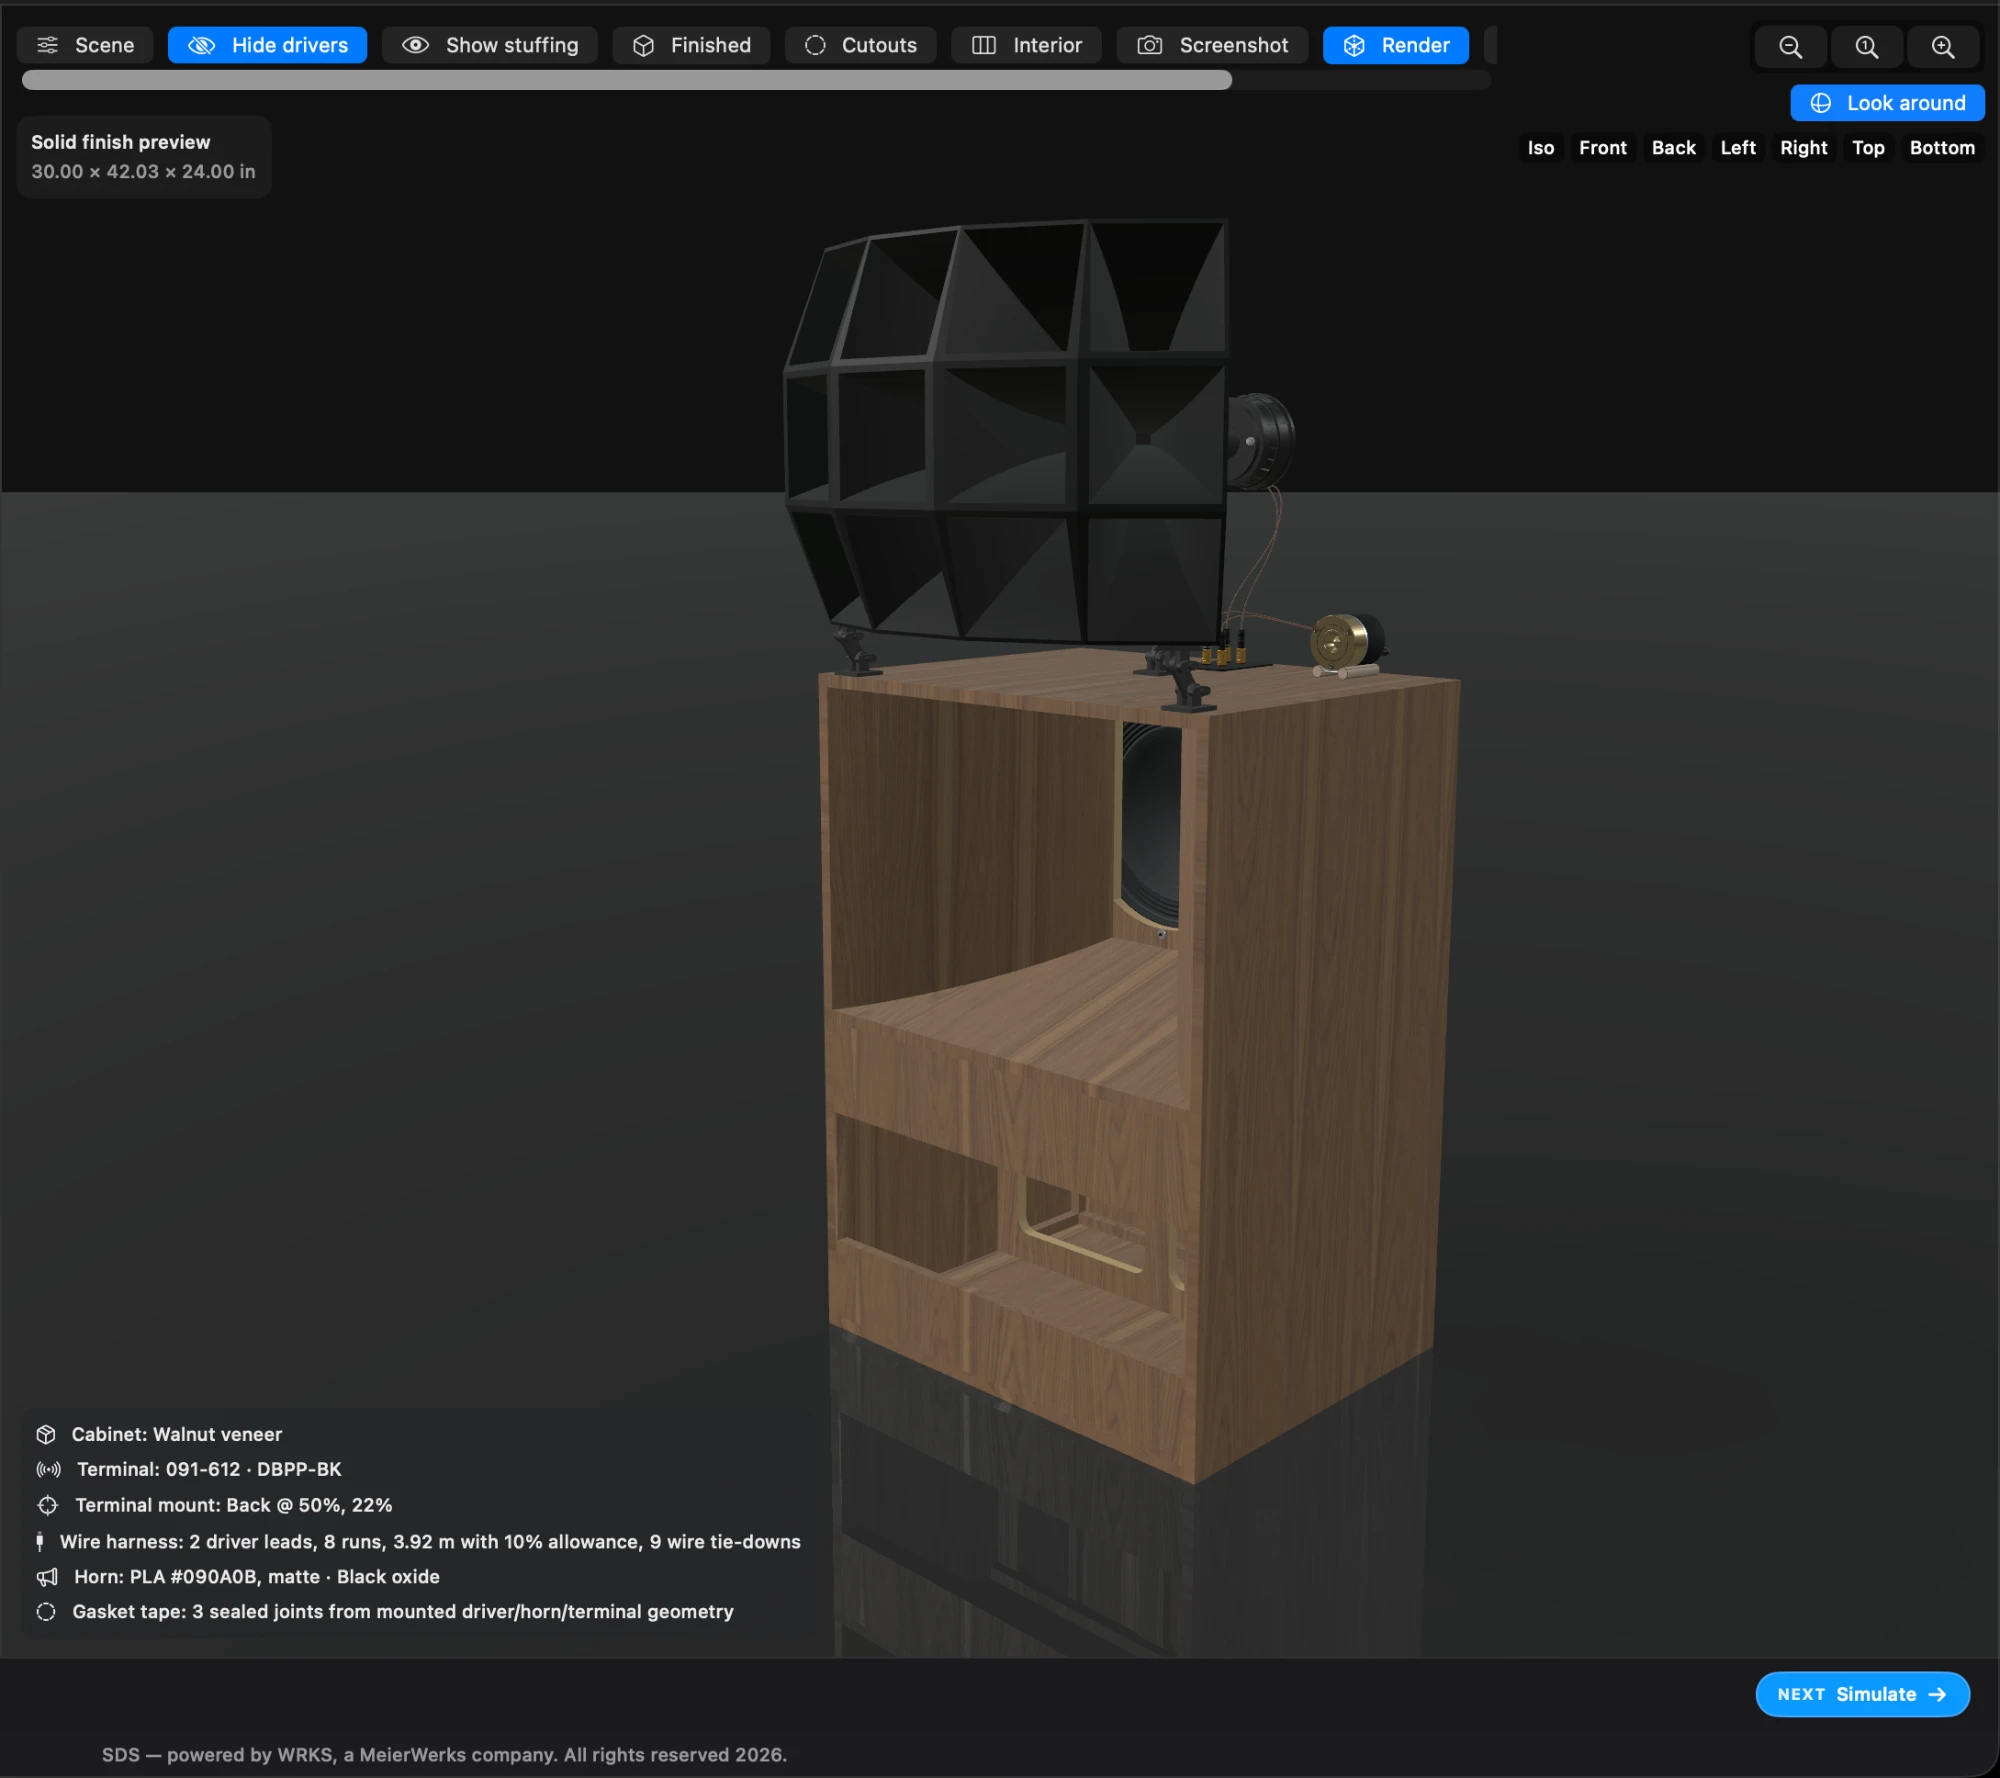 Scene
Hide drivers
Show stuffing
Finished
Cutouts
Interior
Screenshot
Render
1
Look around
Iso
Front
Back
Left
Right
Top
Bottom
Solid finish preview
30.00 × 42.03 × 24.00 in
Cabinet: Walnut veneer
Terminal: 091-612 · DBPP-BK
Terminal mount: Back @ 50%, 22%
Wire harness: 2 driver leads, 8 runs, 3.92 m with 10% allowance, 9 wire tie-downs
Horn: PLA #090A0B, matte · Black oxide
Gasket tape: 3 sealed joints from mounted driver/horn/terminal geometry
NEXT Simulate →
SDS — powered by WRKS, a MeierWerks company. All rights reserved 2026.